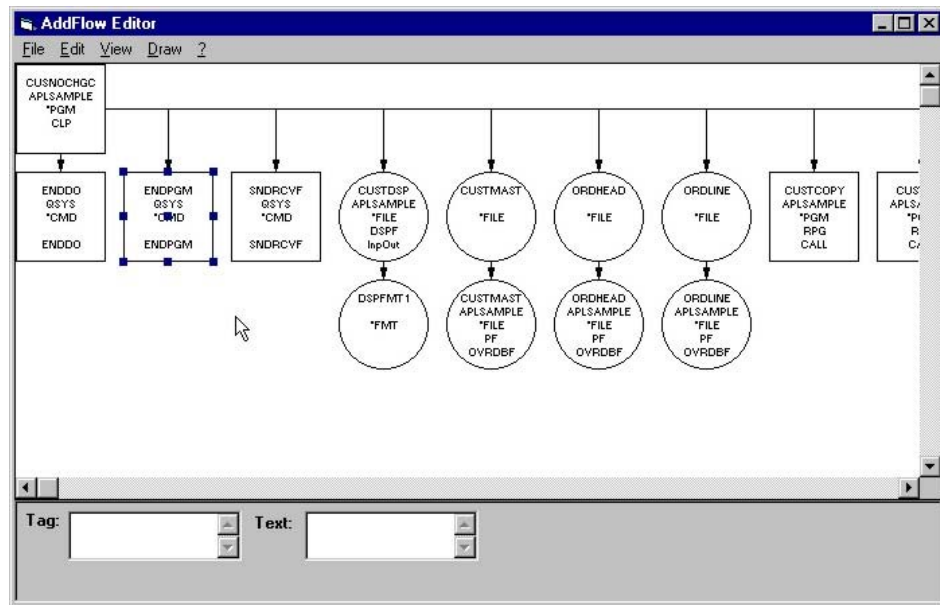 AddFlow Editor
File Edit View Draw ?
CUSNOCHGC
APLSAMPLE
*PGM
CLP
ENDDO
QSYS
*CMD
ENDDO
ENDPGM
QSYS
*CMD
ENDPGM
SNDRCVF
QSYS
*CMD
SNDRCVF
CUSTDSP
APLSAMPLE
*FILE
DSPF
InpOut
CUSTMAST
*FILE
ORDHEAD
*FILE
ORDLINE
*FILE
CUSTCOPY
APLSAMPLE
*PGM
RPG
CALL
DSPFMT1
*FMT
CUSTMAST
APLSAMPLE
*FILE
PF
OVRDBF
ORDHEAD
APLSAMPLE
*FILE
PF
OVRDBF
ORDLINE
APLSAMPLE
*FILE
PF
OVRDBF
Tag:
Text: